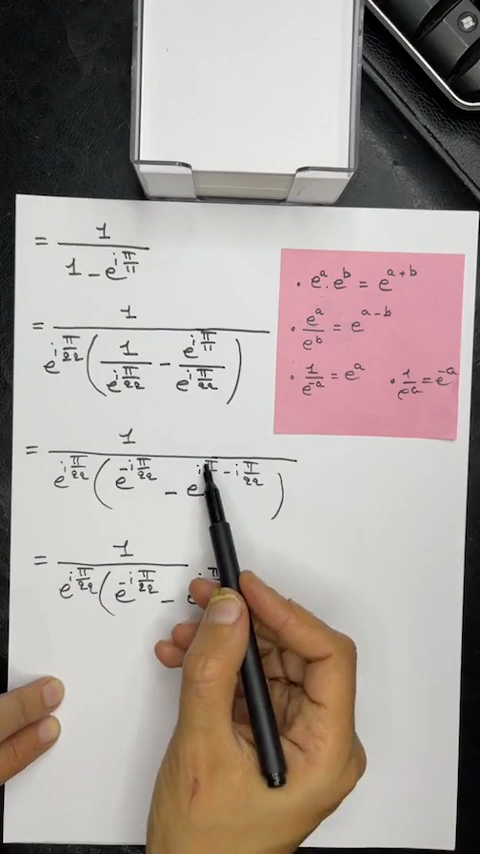 = 1 / (1 - e^{iπ/11})
= 1 / (e^{iπ/22} (1/e^{iπ/22} - e^{iπ/11}/e^{iπ/22}))
= 1 / (e^{iπ/22} (e^{-iπ/22} - e^{iπ - iπ/22}))
= 1 / (e^{iπ/22} (e^{-iπ/22} -
• e^a . e^b = e^{a+b}
• e^a / e^b = e^{a-b}
• 1/e^{-a} = e^a • 1/e^a = e^{-a}